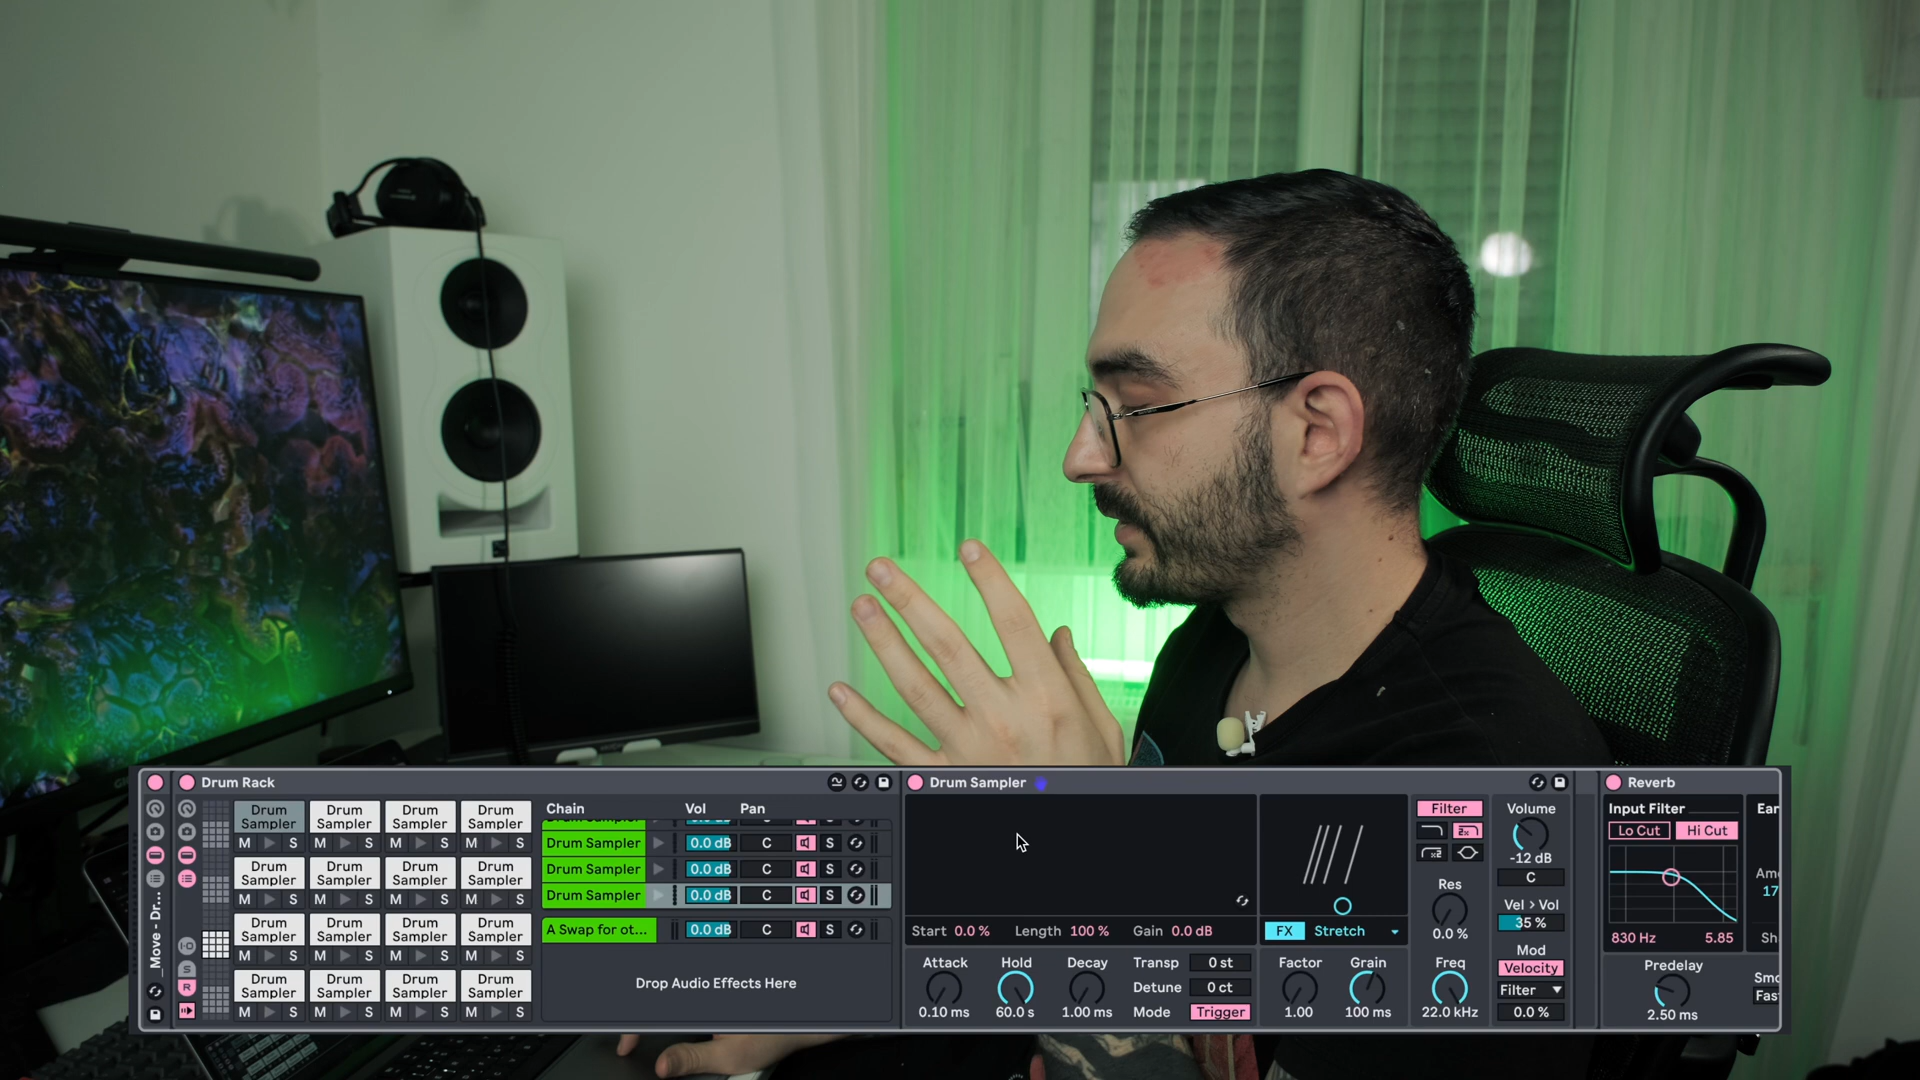 Drum Rack
_Move - Dr...
Drum Sampler Drum Sampler Drum Sampler Drum Sampler
M S M S M S M S
Drum Sampler Drum Sampler Drum Sampler Drum Sampler
M S M S M S M S
Drum Sampler Drum Sampler Drum Sampler Drum Sampler
M S M S M S M S
Drum Sampler Drum Sampler Drum Sampler Drum Sampler
M S M S M S M S
I-O
S
R
Chain Vol Pan
Drum Sampler 0.0 dB C S
Drum Sampler 0.0 dB C S
Drum Sampler 0.0 dB C S
A Swap for ot... 0.0 dB C S
Drop Audio Effects Here
Drum Sampler
Start 0.0 % Length 100 % Gain 0.0 dB
FX Stretch
Attack Hold Decay
0.10 ms 60.0 s 1.00 ms
Transp 0 st
Detune 0 ct
Mode Trigger
Factor Grain
1.00 100 ms
Filter
Res
0.0 %
Freq
22.0 kHz
Volume
-12 dB
C
Vel > Vol
35 %
Mod
Velocity
Filter
0.0 %
Reverb
Input Filter
Lo Cut Hi Cut
830 Hz 5.85
Predelay
2.50 ms
Ear
Am
17
Sh
Smo
Fas